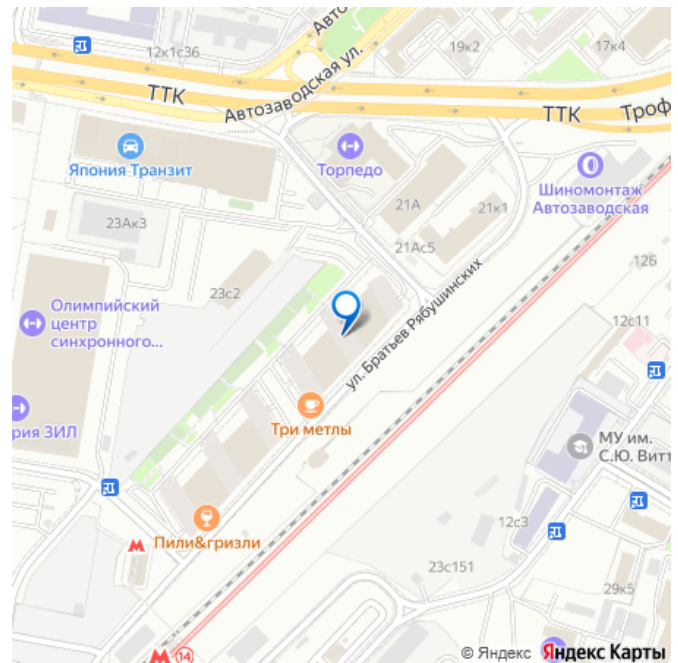 Авто
12к1с36
19к2
17к4
Автозаводская ул.
ТТК
ТТК
Троф
Япония Транзит
Торпедо
Шиномонтаж
Автозаводская
21А
21к1
23Ак3
21Ас5
12б
23с2
Олимпийский
центр
синхронного...
12с11
ул. Братьев Рябушинских
Три метлы
рия ЗИЛ
МУ им.
С.Ю. Витт
Пили&гризли
12с3
23с151
29к5
М
М 14
© Яндекс Яндекс Карты